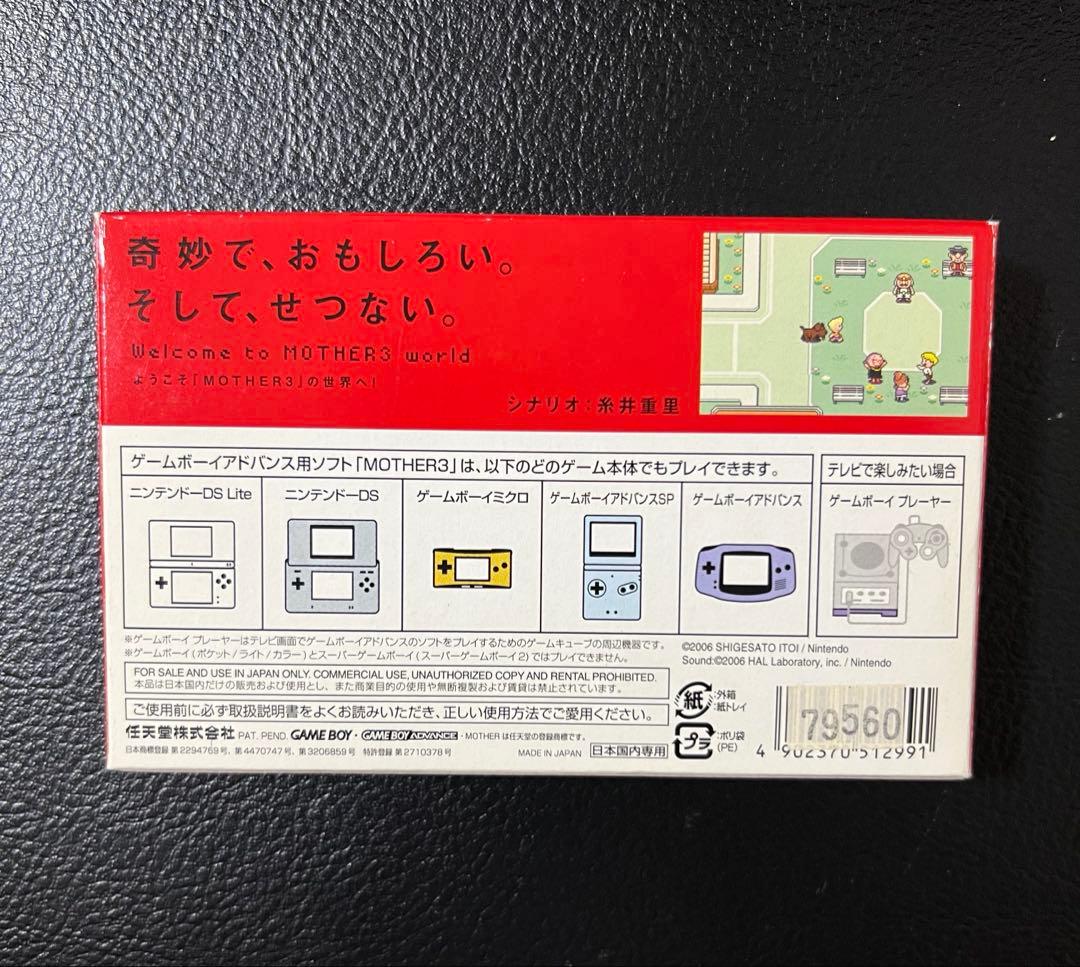 奇妙で、おもしろい。
そして、せつない。
Welcome to MOTHER3 world
ようこそ「MOTHER3」の世界へ!
シナリオ:糸井重里
ゲームボーイアドバンス用ソフト「MOTHER3」は、以下のどのゲーム本体でもプレイできます。
テレビで楽しみたい場合
ニンテンドーDS Lite
ニンテンドーDS
ゲームボーイミクロ
ゲームボーイアドバンスSP
ゲームボーイアドバンス
ゲームボーイ プレーヤー
※ゲームボーイ プレーヤーはテレビ画面でゲームボーイアドバンスのソフトをプレイするためのゲームキューブの周辺機器です。
※ゲームボーイ(ポケット/ライト/カラー)とスーパーゲームボーイ(スーパーゲームボーイ2)ではプレイできません。
©2006 SHIGESATO ITOI / Nintendo
Sound:©2006 HAL Laboratory, inc. / Nintendo
FOR SALE AND USE IN JAPAN ONLY. COMMERCIAL USE, UNAUTHORIZED COPY AND RENTAL PROHIBITED.
本品は日本国内だけの販売および使用とし、また商業目的の使用や無断複製および賃貸は禁止されています。
ご使用前に必ず取扱説明書をよくお読みいただき、正しい使用方法でご愛用ください。
任天堂株式会社 PAT. PEND. GAME BOY・GAME BOY ADVANCE・MOTHER は任天堂の登録商標です。
日本商標登録 第2294769号、第4470747号、第3206859号 特許登録 第2710378号
MADE IN JAPAN
日本国内専用
紙
:外箱
:紙トレイ
プラ
:ポリ袋
(PE)
79560
4 902370 512991